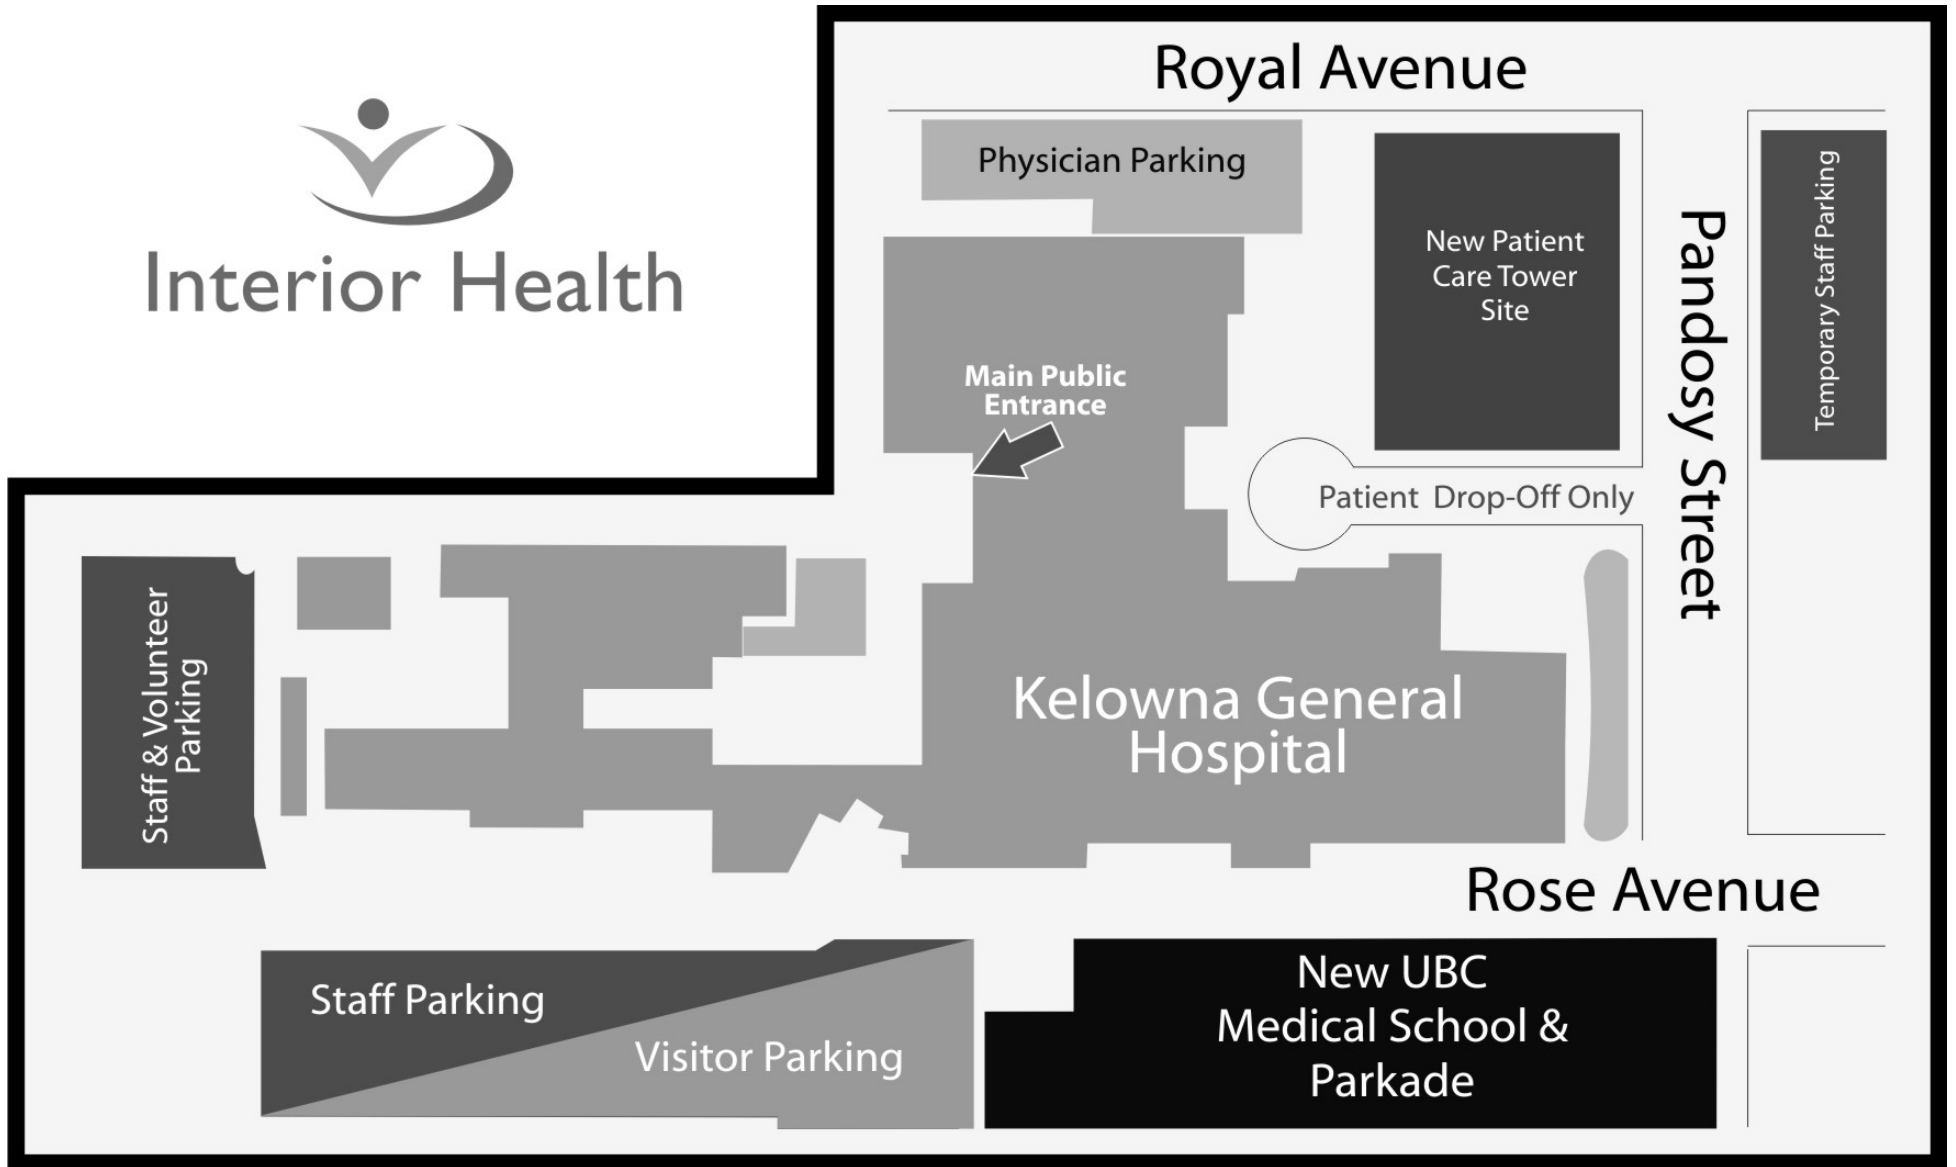 Royal Avenue
Physician Parking
New Patient
Care Tower
Site
Temporary Staff Parking
Pandosy Street
Interior Health
Main Public
Entrance
Patient Drop-Off Only
Staff & Volunteer
Parking
Kelowna General
Hospital
Rose Avenue
Staff Parking
Visitor Parking
New UBC
Medical School &
Parkade